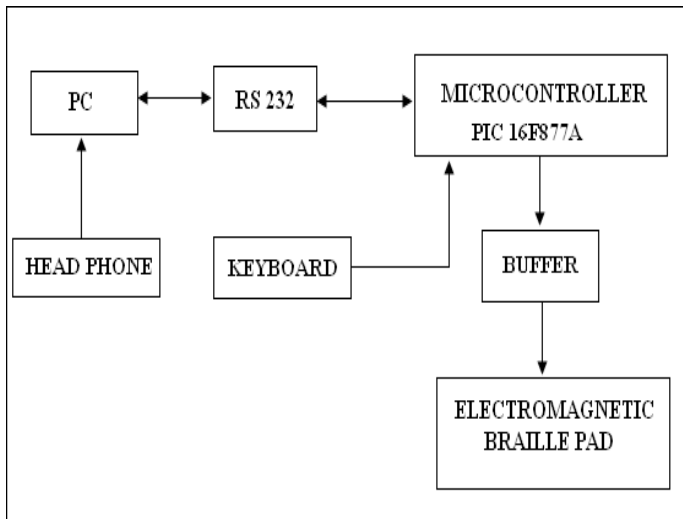 PC
RS 232
MICROCONTROLLER
PIC 16F877A
HEAD PHONE
KEYBOARD
BUFFER
ELECTROMAGNETIC
BRAILLE PAD